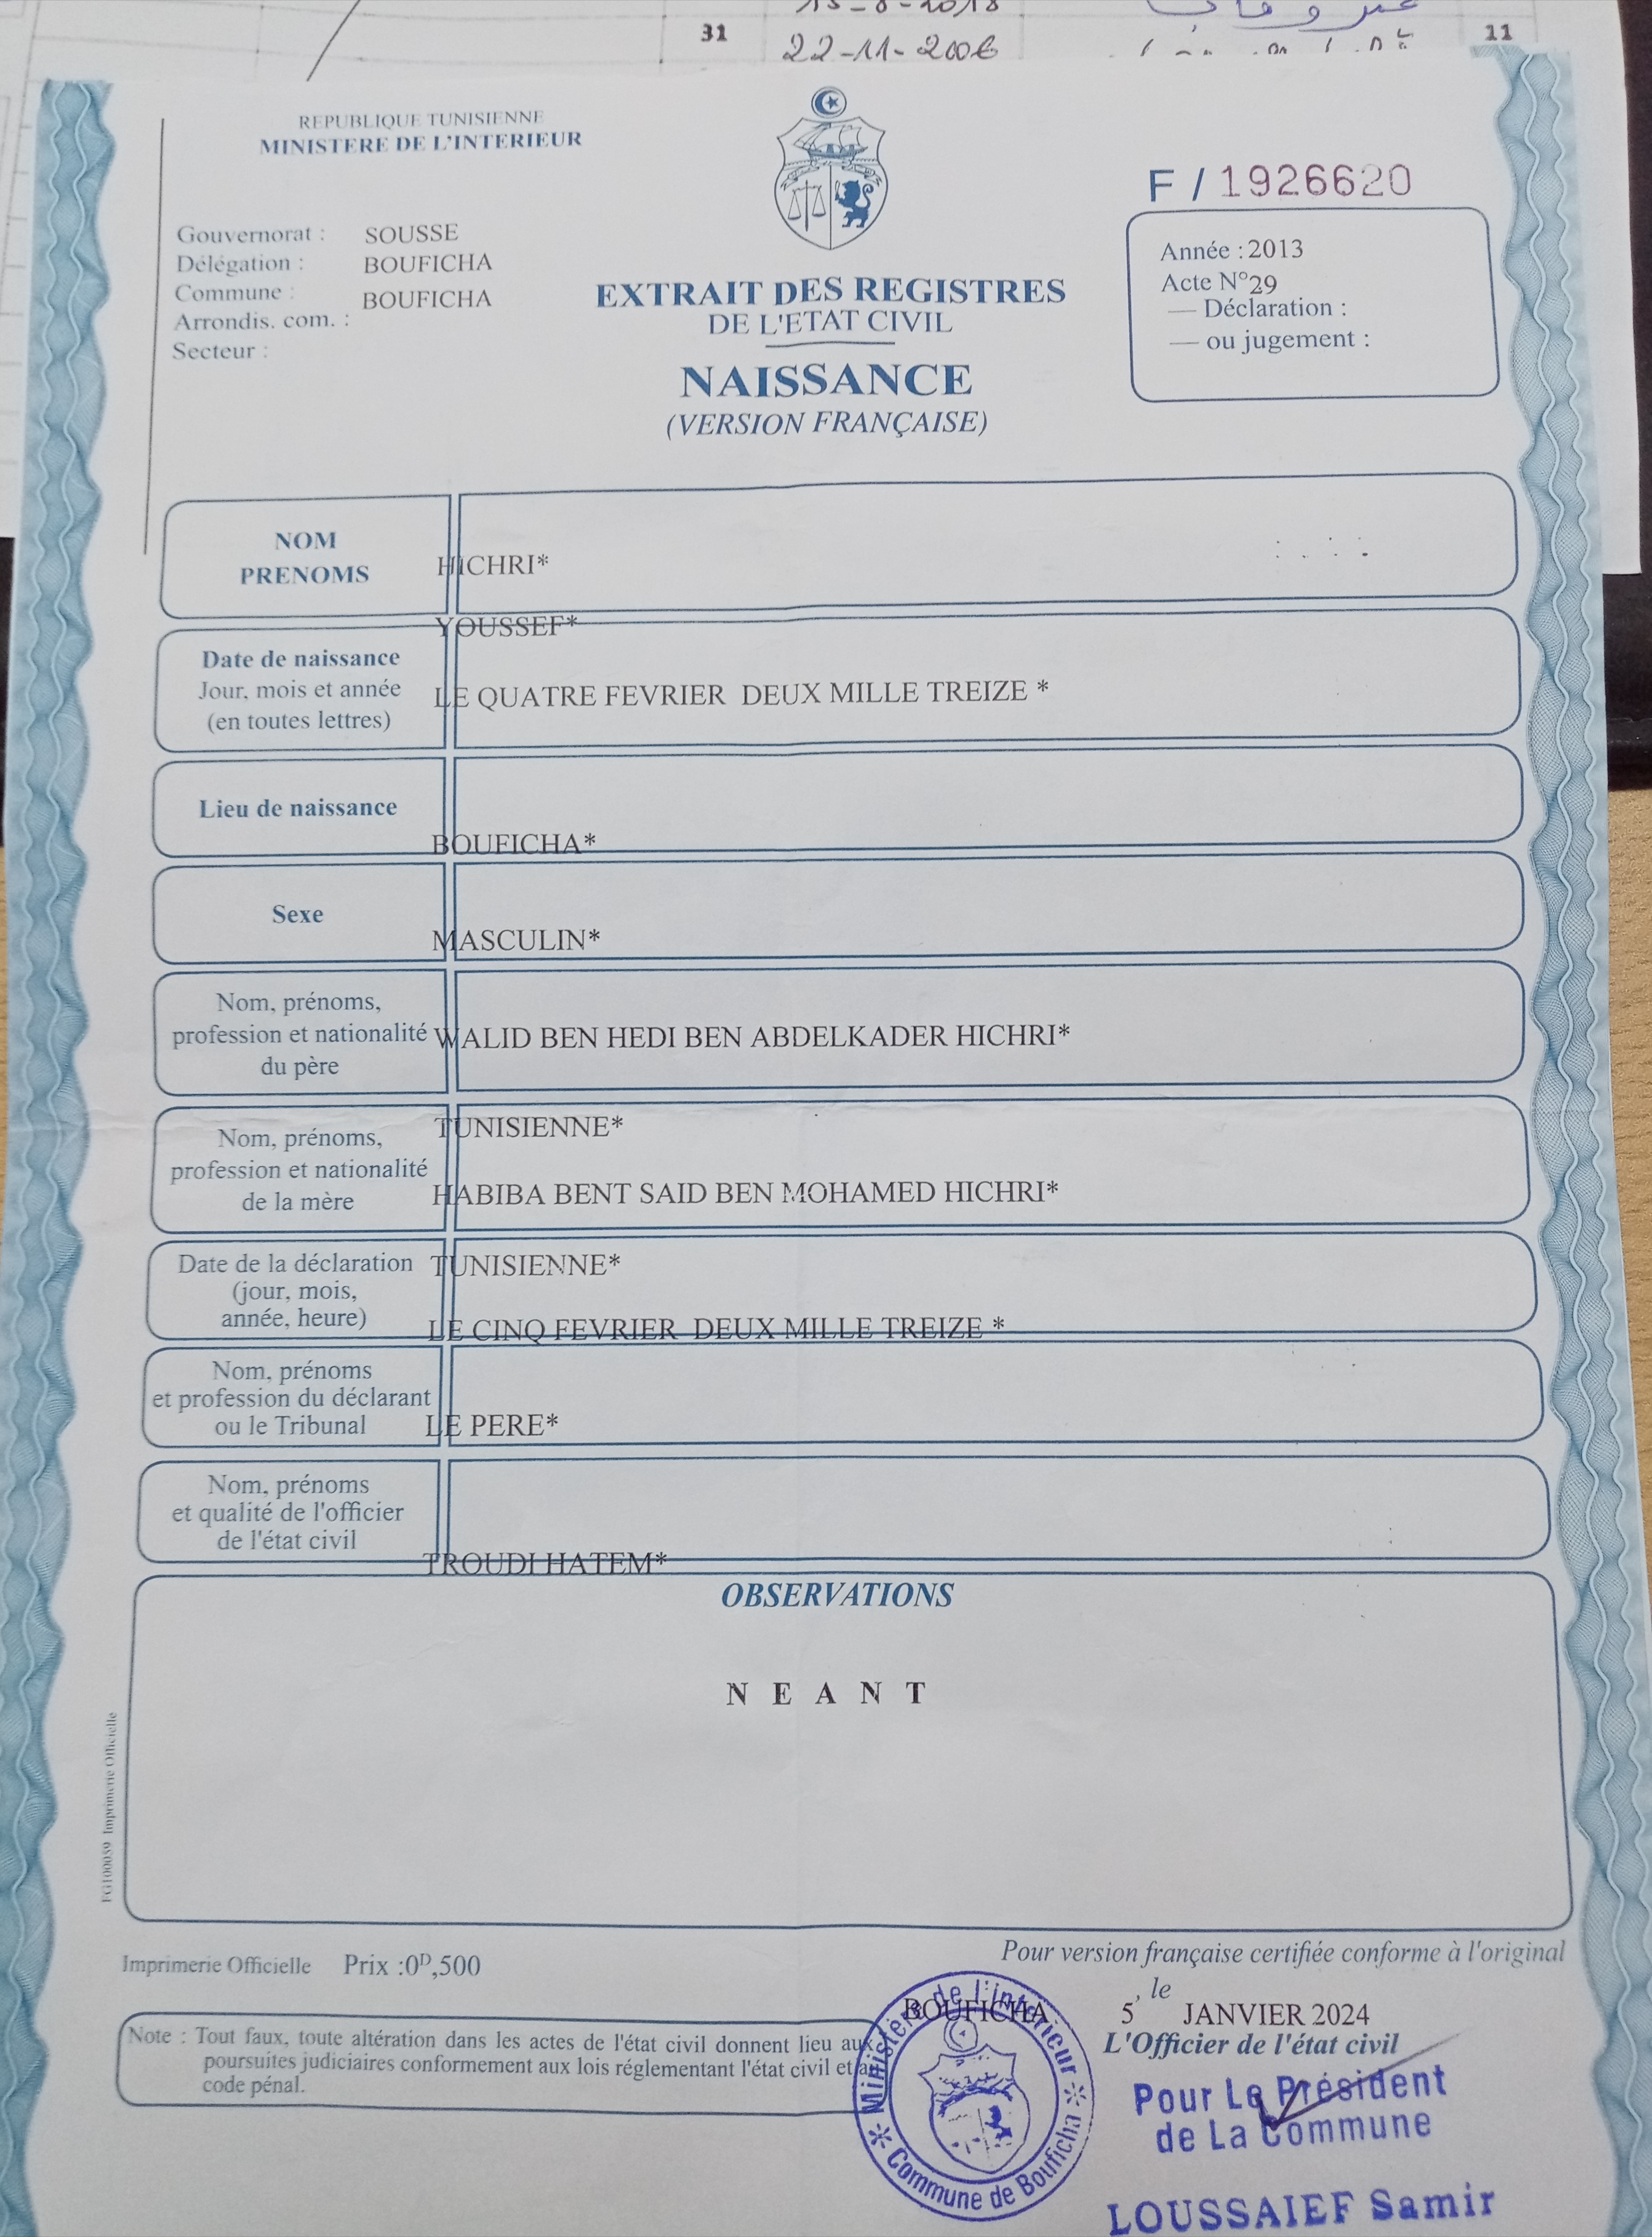 31
22-11-2006
11
REPUBLIQUE TUNISIENNE
MINISTERE DE L'INTERIEUR
F / 1926620
Gouvernorat : SOUSSE
Délégation : BOUFICHA
Commune : BOUFICHA
Arrondis. com. :
Secteur :
EXTRAIT DES REGISTRES
DE L'ETAT CIVIL
NAISSANCE
(VERSION FRANÇAISE)
Année : 2013
Acte N°29
— Déclaration :
— ou jugement :
NOM
PRENOMS
HICHRI*
YOUSSEF*
Date de naissance
Jour, mois et année
(en toutes lettres)
LE QUATRE FEVRIER DEUX MILLE TREIZE *
Lieu de naissance
BOUFICHA*
Sexe
MASCULIN*
Nom, prénoms,
profession et nationalité
du père
WALID BEN HEDI BEN ABDELKADER HICHRI*
TUNISIENNE*
Nom, prénoms,
profession et nationalité
de la mère
HABIBA BENT SAID BEN MOHAMED HICHRI*
TUNISIENNE*
Date de la déclaration
(jour, mois,
année, heure)
LE CINQ FEVRIER DEUX MILLE TREIZE *
Nom, prénoms
et profession du déclarant
ou le Tribunal
LE PERE*
Nom, prénoms
et qualité de l'officier
de l'état civil
TROUDI HATEM*
OBSERVATIONS
N E A N T
FG100059 Imprimerie Officielle
Imprimerie Officielle Prix :0ᴰ,500
Pour version française certifiée conforme à l'original
BOUFICHA , le
5 JANVIER 2024
L'Officier de l'état civil
Note : Tout faux, toute altération dans les actes de l'état civil donnent lieu aux
poursuites judiciaires conformement aux lois réglementant l'état civil et a
code pénal.
Ministère de l'Intérieur
Commune de Bouficha
Pour Le Président
de La Commune
LOUSSAIEF Samir